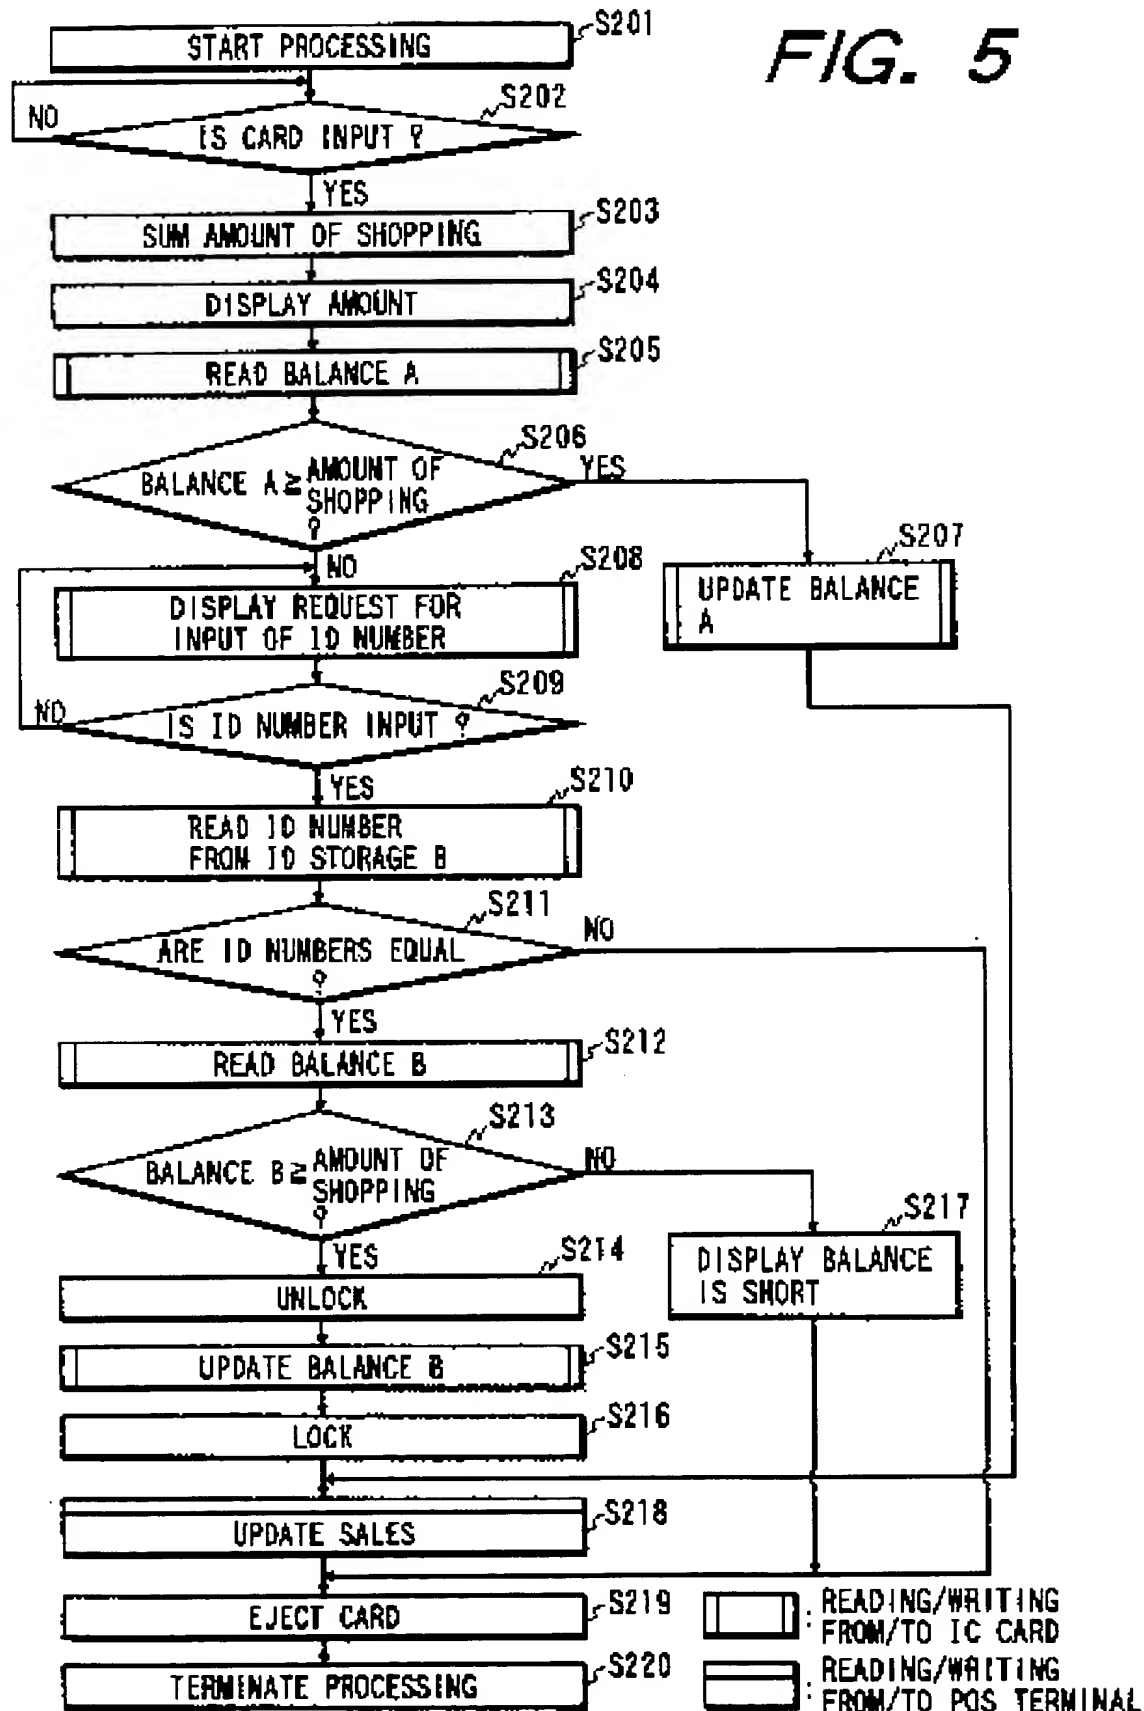 FIG. 5
S201
START PROCESSING
S202
NO
IS CARD INPUT ?
YES
S203
SUM AMOUNT OF SHOPPING
S204
DISPLAY AMOUNT
S205
READ BALANCE A
S206
YES
BALANCE A ≧ AMOUNT OF
SHOPPING
?
NO
S207
UPDATE BALANCE
A
S208
DISPLAY REQUEST FOR
INPUT OF ID NUMBER
S209
NO
IS ID NUMBER INPUT ?
YES
S210
READ ID NUMBER
FROM ID STORAGE B
S211
NO
ARE ID NUMBERS EQUAL
?
YES
S212
READ BALANCE B
S213
NO
BALANCE B ≧ AMOUNT OF
SHOPPING
?
YES
S217
DISPLAY BALANCE
IS SHORT
S214
UNLOCK
S215
UPDATE BALANCE B
S216
LOCK
S218
UPDATE SALES
S219
EJECT CARD
S220
TERMINATE PROCESSING
: READING/WRITING
FROM/TO IC CARD
: READING/WRITING
FROM/TO POS TERMINAL